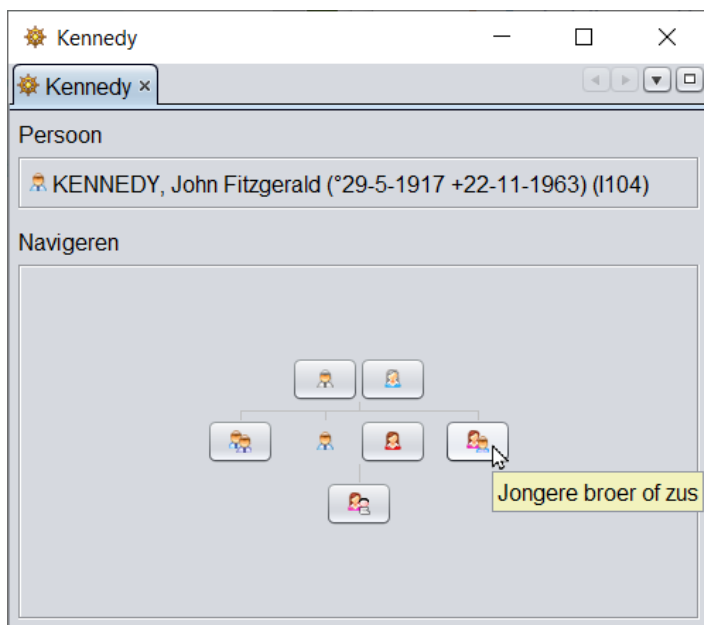 Kennedy
Kennedy
Persoon
KENNEDY, John Fitzgerald (°29-5-1917 +22-11-1963) (I104)
Navigeren
Jongere broer of zus